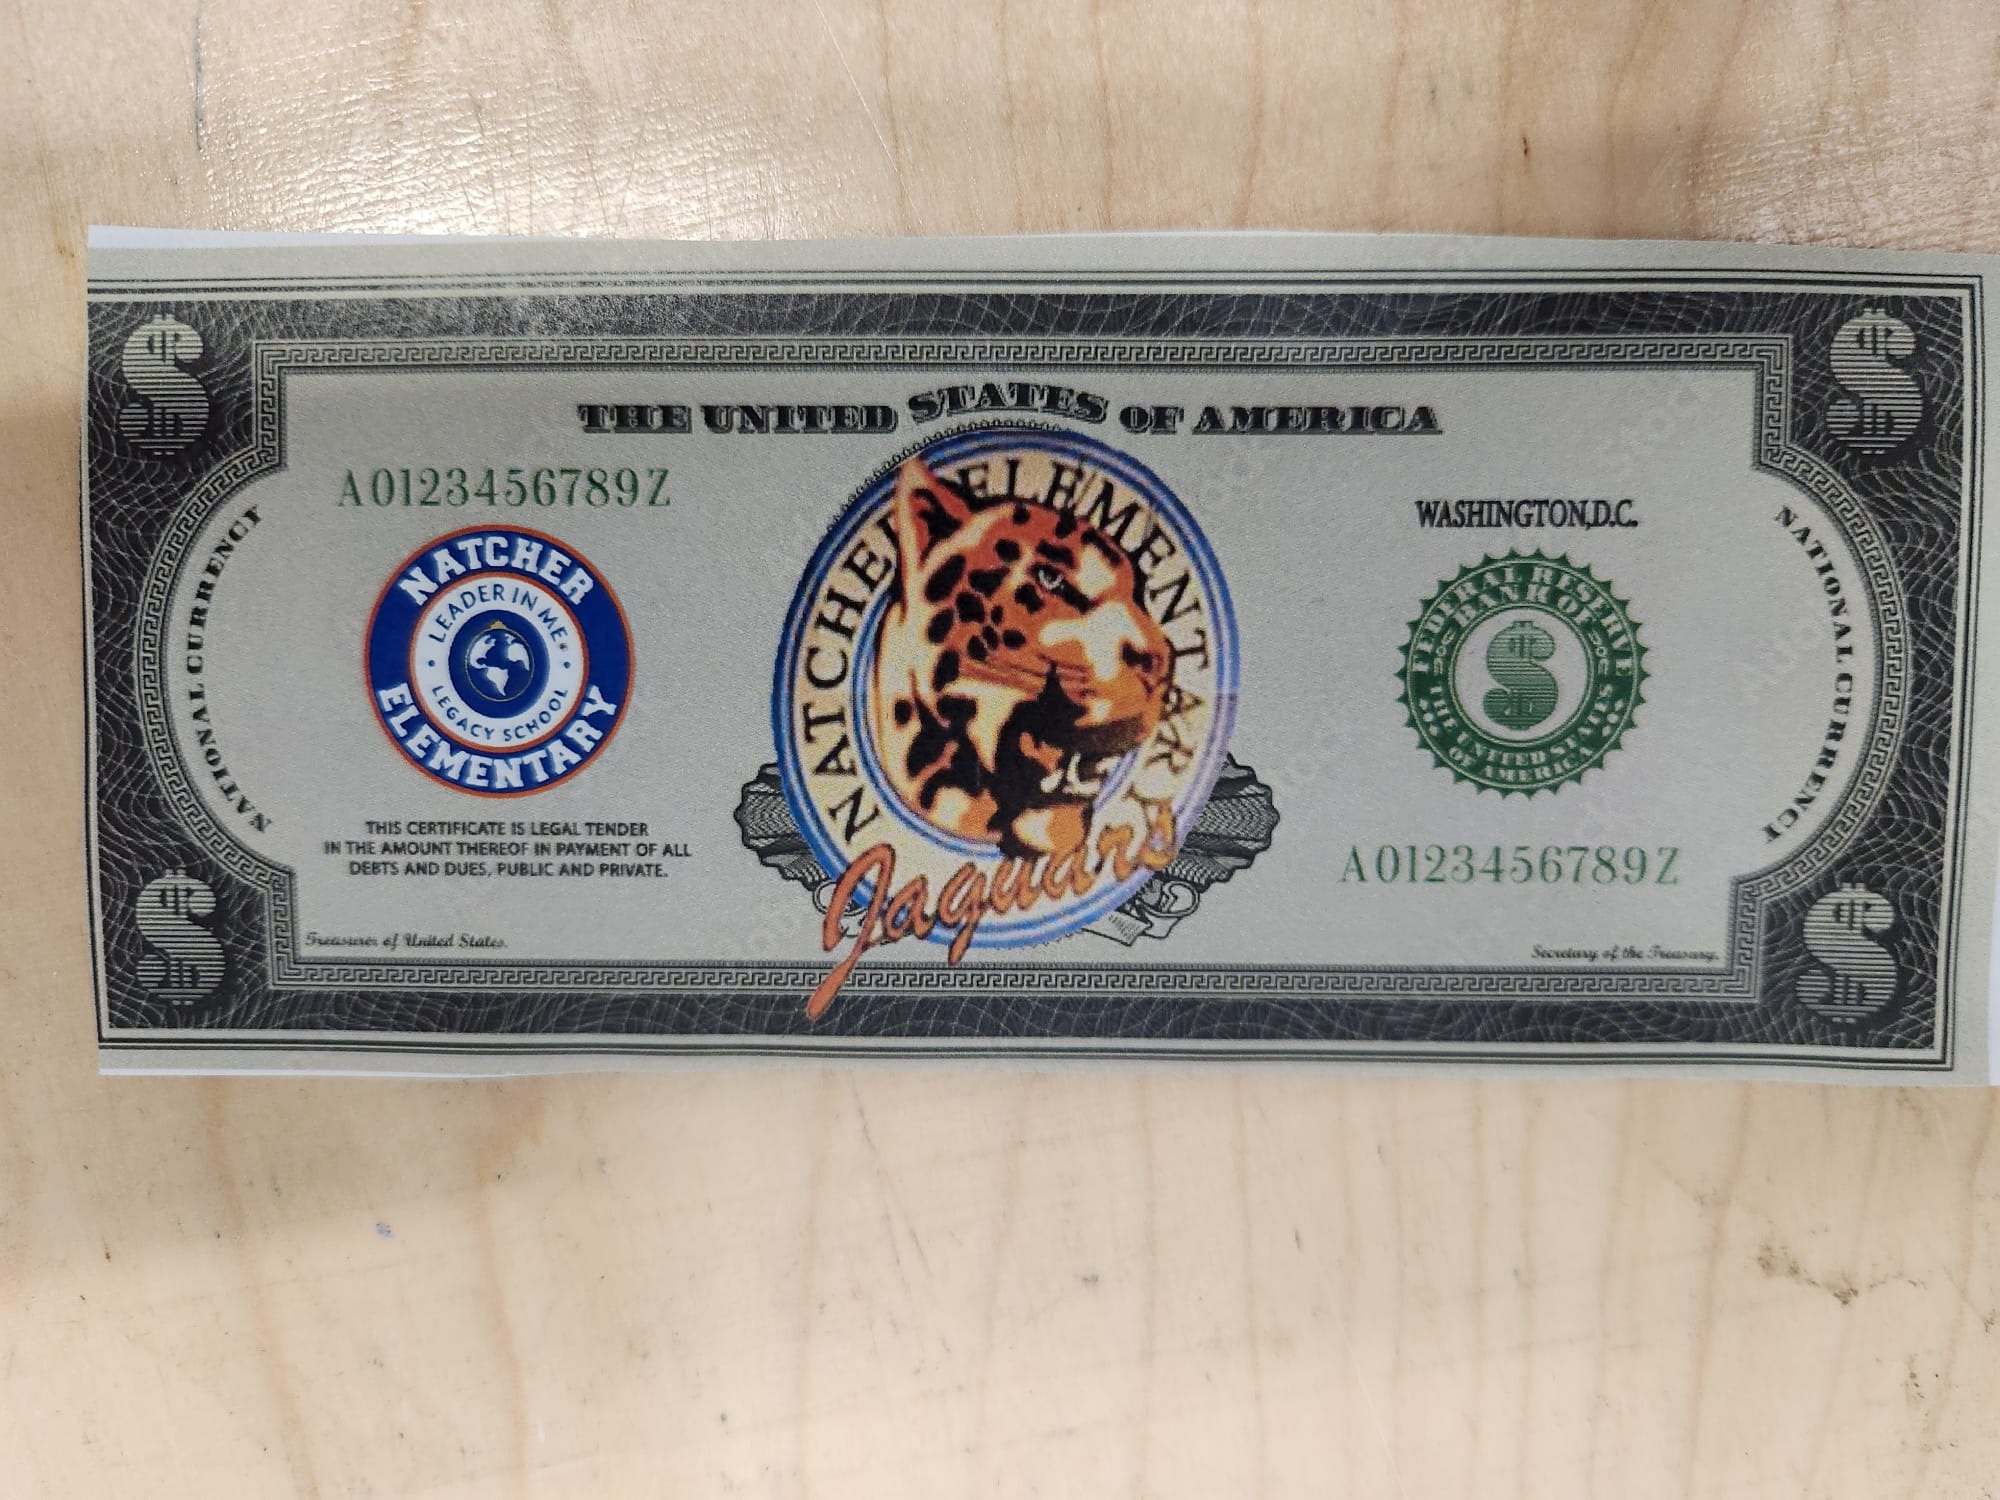 THE UNITED STATES OF AMERICA
A0123456789Z
NATCHER
LEADER IN ME
LEGACY SCHOOL
ELEMENTARY
NATIONAL CURRENCY
THIS CERTIFICATE IS LEGAL TENDER
IN THE AMOUNT THEREOF IN PAYMENT OF ALL
DEBTS AND DUES, PUBLIC AND PRIVATE.
Treasurer of United States.
NATCHER ELEMENTARY
Jaguars
WASHINGTON,D.C.
FEDERAL RESERVE
BANK OF
THE UNITED STATES
OF AMERICA
NATIONAL CURRENCY
A0123456789Z
Secretary of the Treasury.